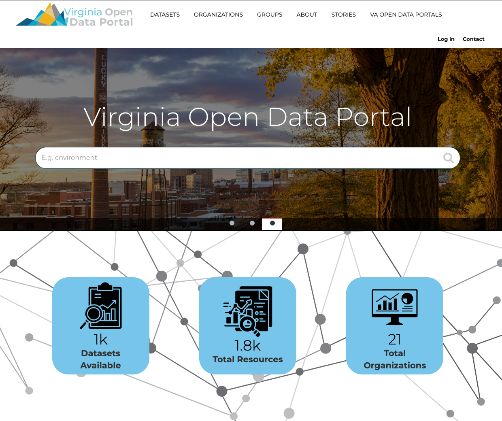 Virginia Open
Data Portal
DATASETS ORGANIZATIONS GROUPS ABOUT STORIES VA OPEN DATA PORTALS
Log in Contact
Virginia Open Data Portal
E.g. environment
1k
Datasets
Available
1.8k
Total Resources
21
Total
Organizations